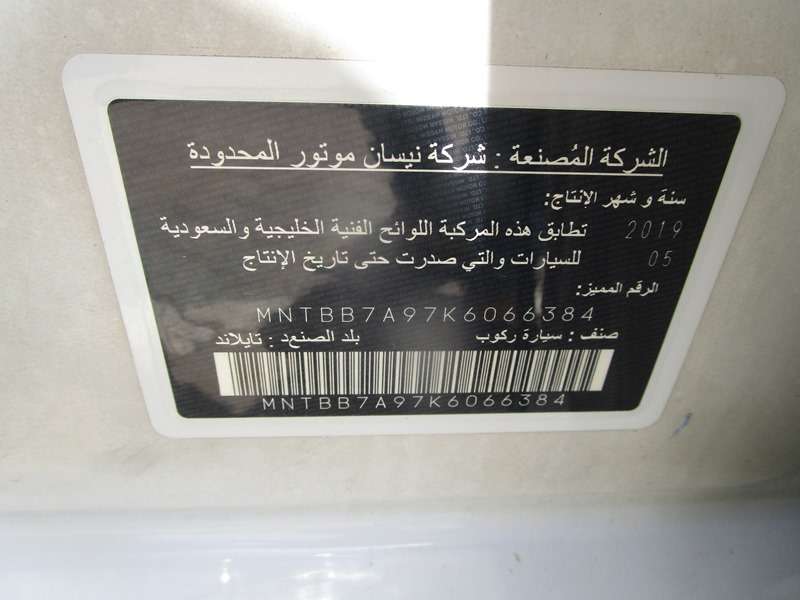 الشركة المُصنعة : شركة نيسان موتور المحدودة
سنة و شهر الإنتاج:
2019 تطابق هذه المركبة اللوائح الفنية الخليجية والسعودية
05 للسيارات والتي صدرت حتى تاريخ الإنتاج
الرقم المميز:
MNTBB7A97K6066384
صنف : سيارة ركوب بلد الصنعد : تايلاند
MNTBB7A97K6066384